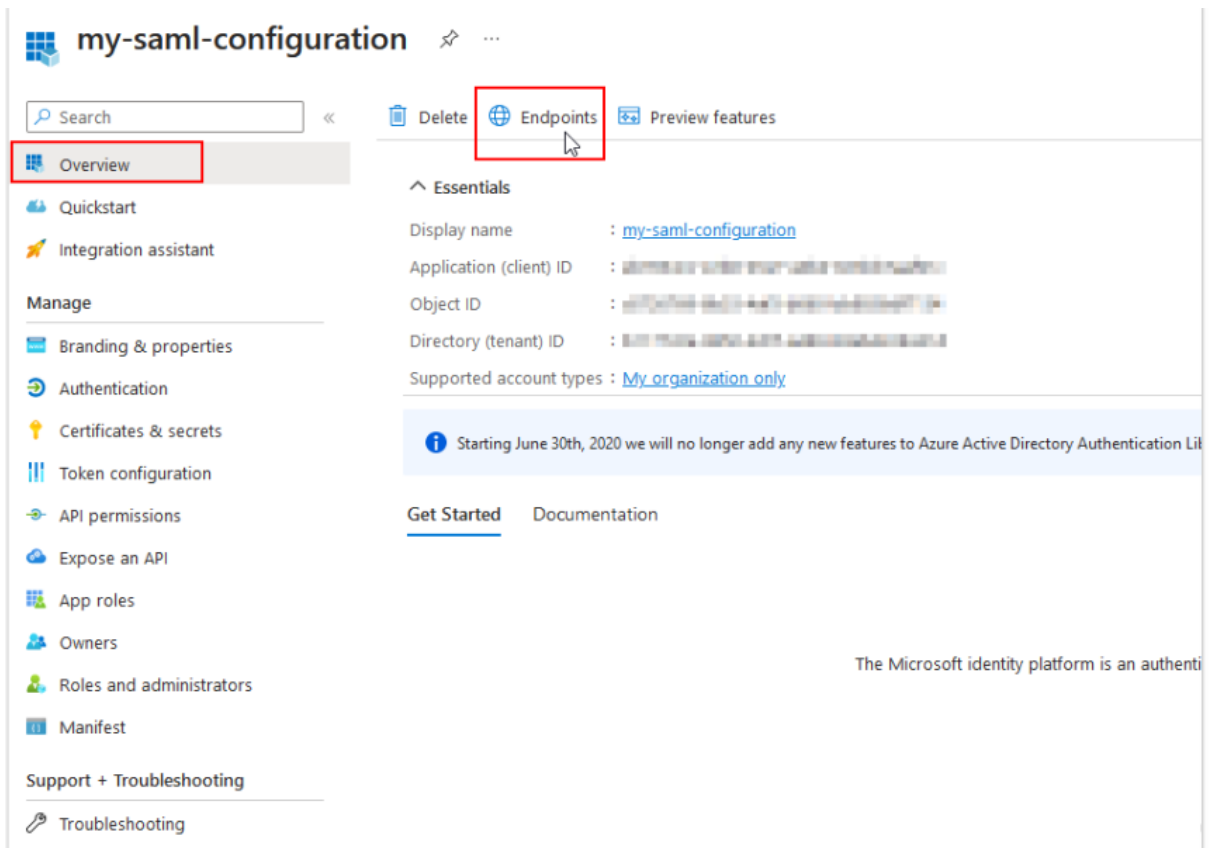 my-saml-configuration
Search
Overview
Quickstart
Integration assistant
Manage
Branding & properties
Authentication
Certificates & secrets
Token configuration
API permissions
Expose an API
App roles
Owners
Roles and administrators
Manifest
Support + Troubleshooting
Troubleshooting
Delete Endpoints Preview features
Essentials
Display name : my-saml-configuration
Application (client) ID :
Object ID :
Directory (tenant) ID :
Supported account types : My organization only
Starting June 30th, 2020 we will no longer add any new features to Azure Active Directory Authentication Li
Get Started Documentation
The Microsoft identity platform is an authenti